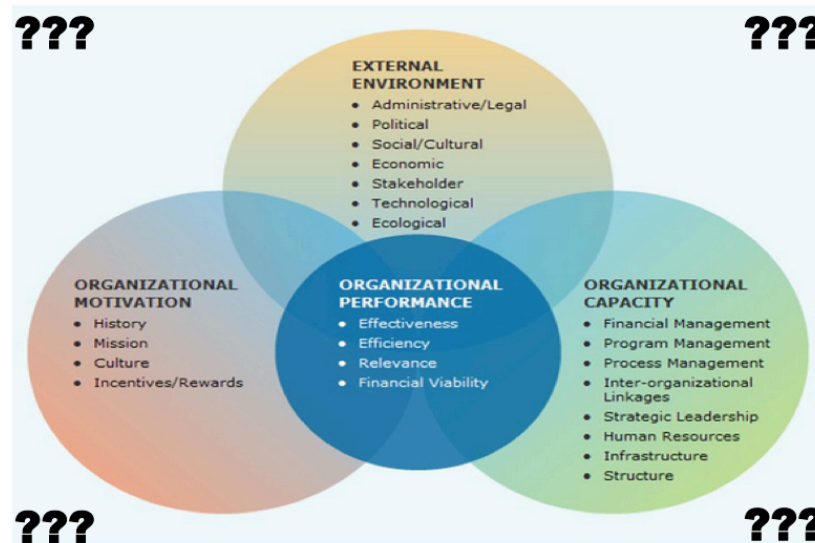 ???
???
EXTERNAL
ENVIRONMENT
• Administrative/Legal
• Political
• Social/Cultural
• Economic
• Stakeholder
• Technological
• Ecological
ORGANIZATIONAL
MOTIVATION
• History
• Mission
• Culture
• Incentives/Rewards
ORGANIZATIONAL
PERFORMANCE
• Effectiveness
• Efficiency
• Relevance
• Financial Viability
ORGANIZATIONAL
CAPACITY
• Financial Management
• Program Management
• Process Management
• Inter-organizational
Linkages
• Strategic Leadership
• Human Resources
• Infrastructure
• Structure
???
???